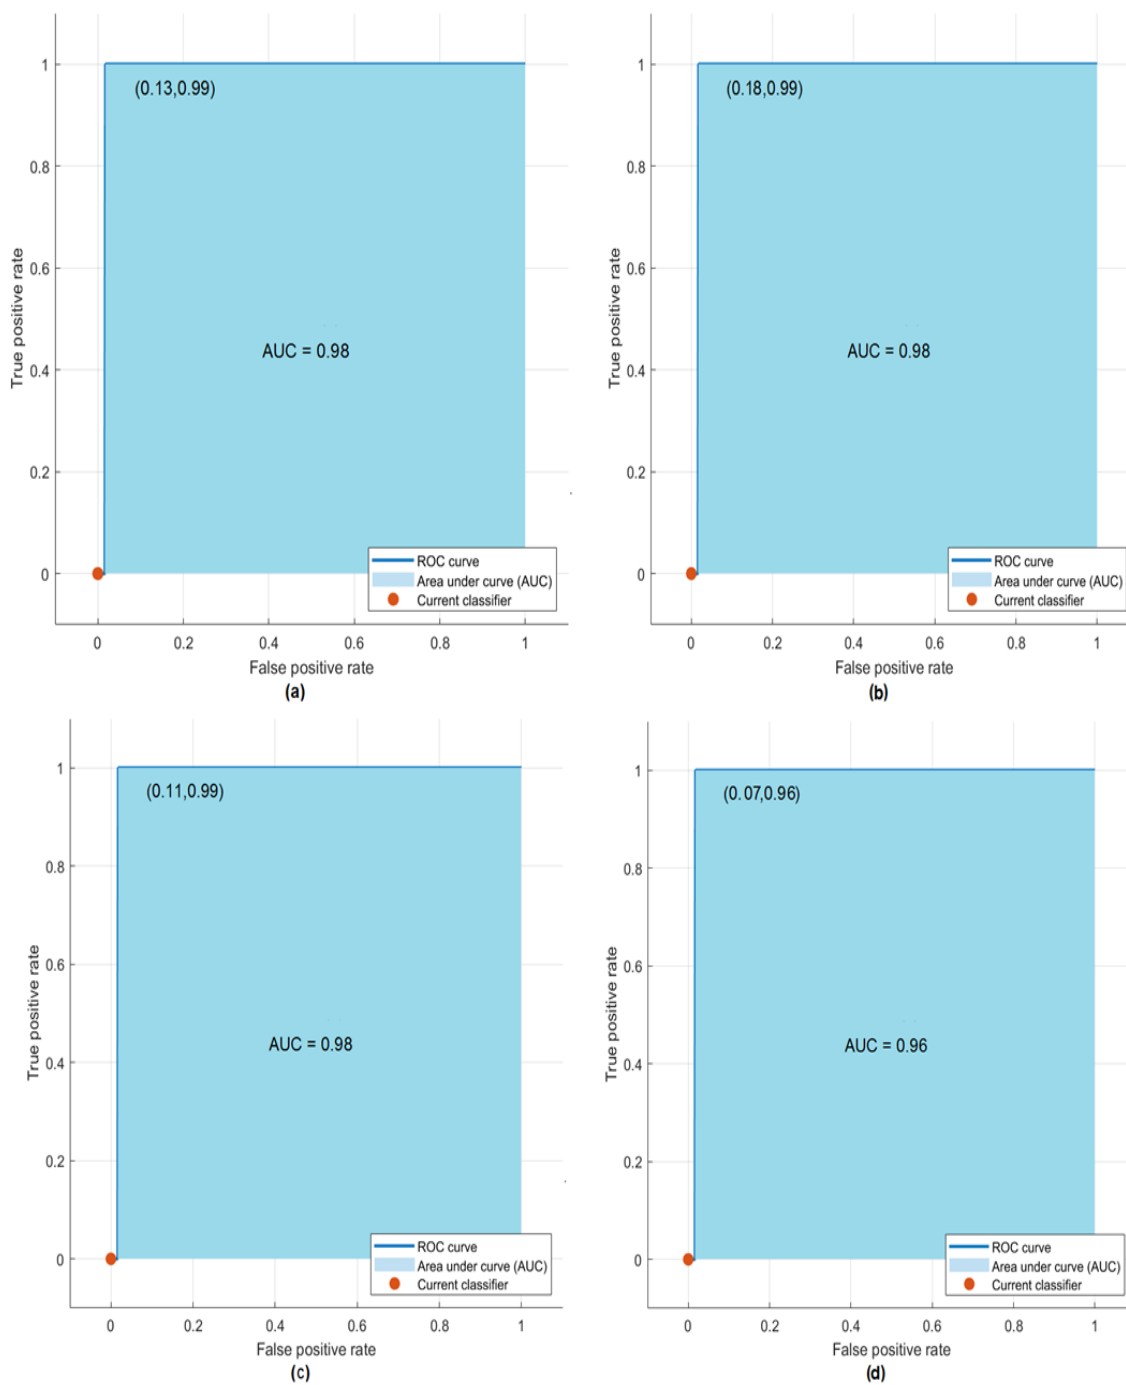 1
(0.13,0.99)
0.8
0.6
True positive rate
AUC = 0.98
0.4
0.2
ROC curve
0
Area under curve (AUC)
Current classifier
0 0.2 0.4 0.6 0.8 1
False positive rate
(a)
1
(0.18,0.99)
0.8
0.6
True positive rate
AUC = 0.98
0.4
0.2
ROC curve
0
Area under curve (AUC)
Current classifier
0 0.2 0.4 0.6 0.8 1
False positive rate
(b)
1
(0.11,0.99)
0.8
0.6
True positive rate
AUC = 0.98
0.4
0.2
ROC curve
0
Area under curve (AUC)
Current classifier
0 0.2 0.4 0.6 0.8 1
False positive rate
(c)
1
(0.07,0.96)
0.8
0.6
True positive rate
AUC = 0.96
0.4
0.2
ROC curve
0
Area under curve (AUC)
Current classifier
0 0.2 0.4 0.6 0.8 1
False positive rate
(d)